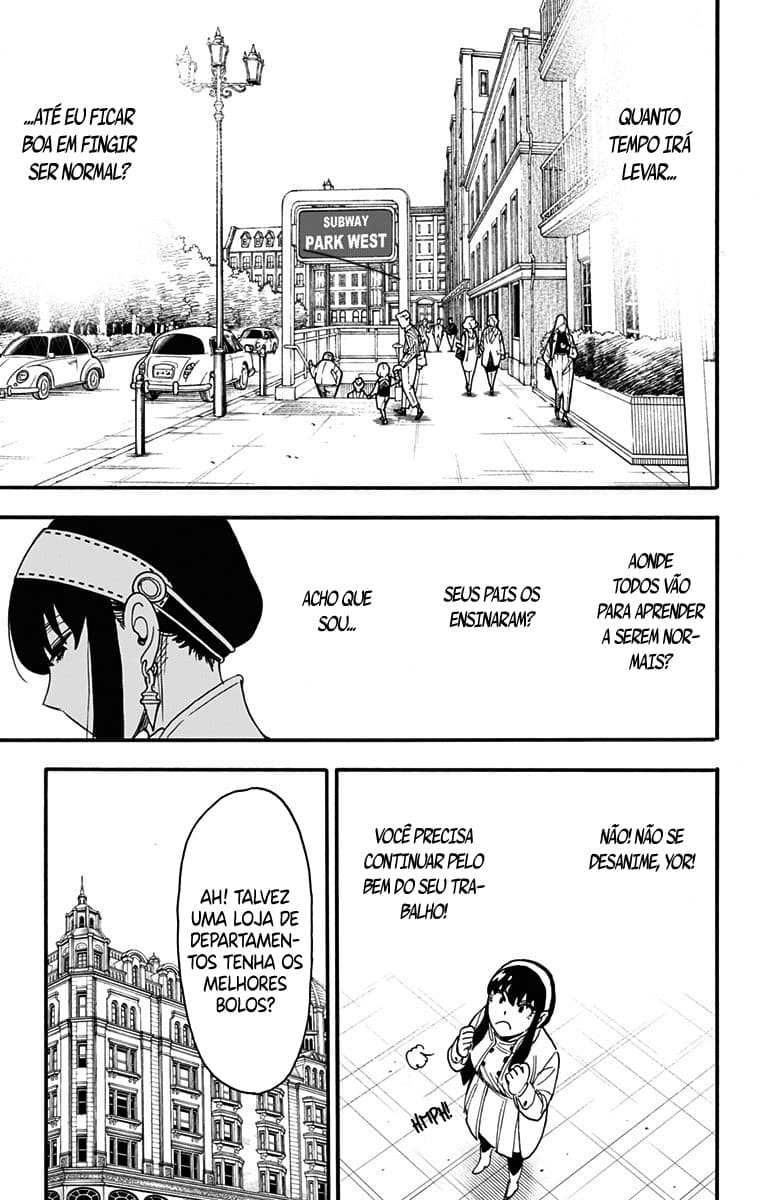 QUANTO
TEMPO IRÁ
LEVAR...
...ATÉ EU FICAR
BOA EM FINGIR
SER NORMAL?
SUBWAY
PARK WEST
AONDE
TODOS VÃO
PARA APRENDER
A SEREM NOR-
MAIS?
SEUS PAIS OS
ENSINARAM?
ACHO QUE
SOU...
NÃO! NÃO SE
DESANIME, YOR!
VOCÊ PRECISA
CONTINUAR PELO
BEM DO SEU TRA-
BALHO!
HMPH!
AH! TALVEZ
UMA LOJA DE
DEPARTAMEN-
TOS TENHA OS
MELHORES
BOLOS?